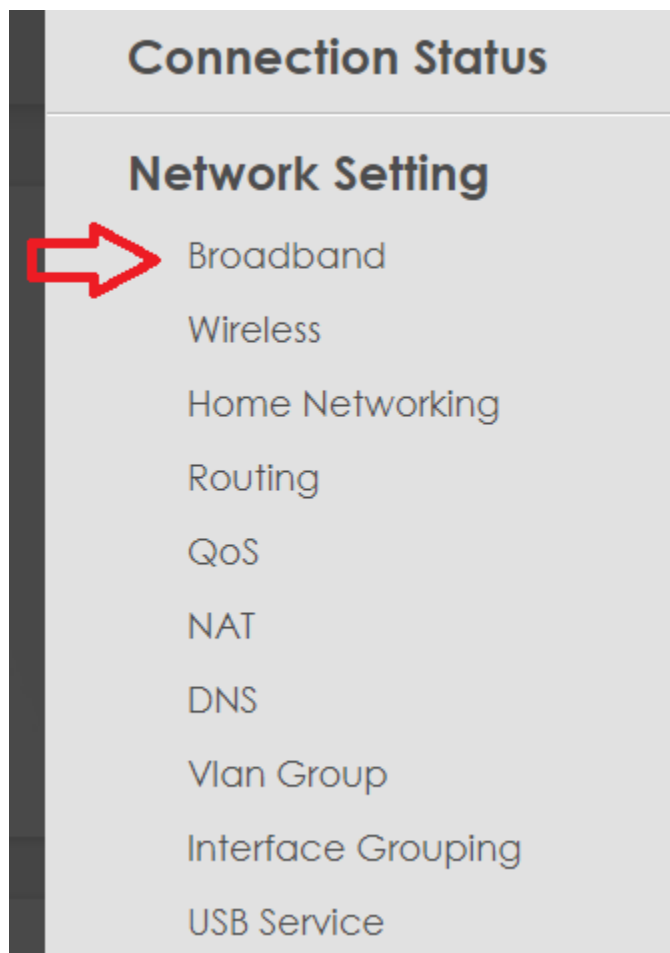 Connection Status
Network Setting
Broadband
Wireless
Home Networking
Routing
QoS
NAT
DNS
Vlan Group
Interface Grouping
USB Service